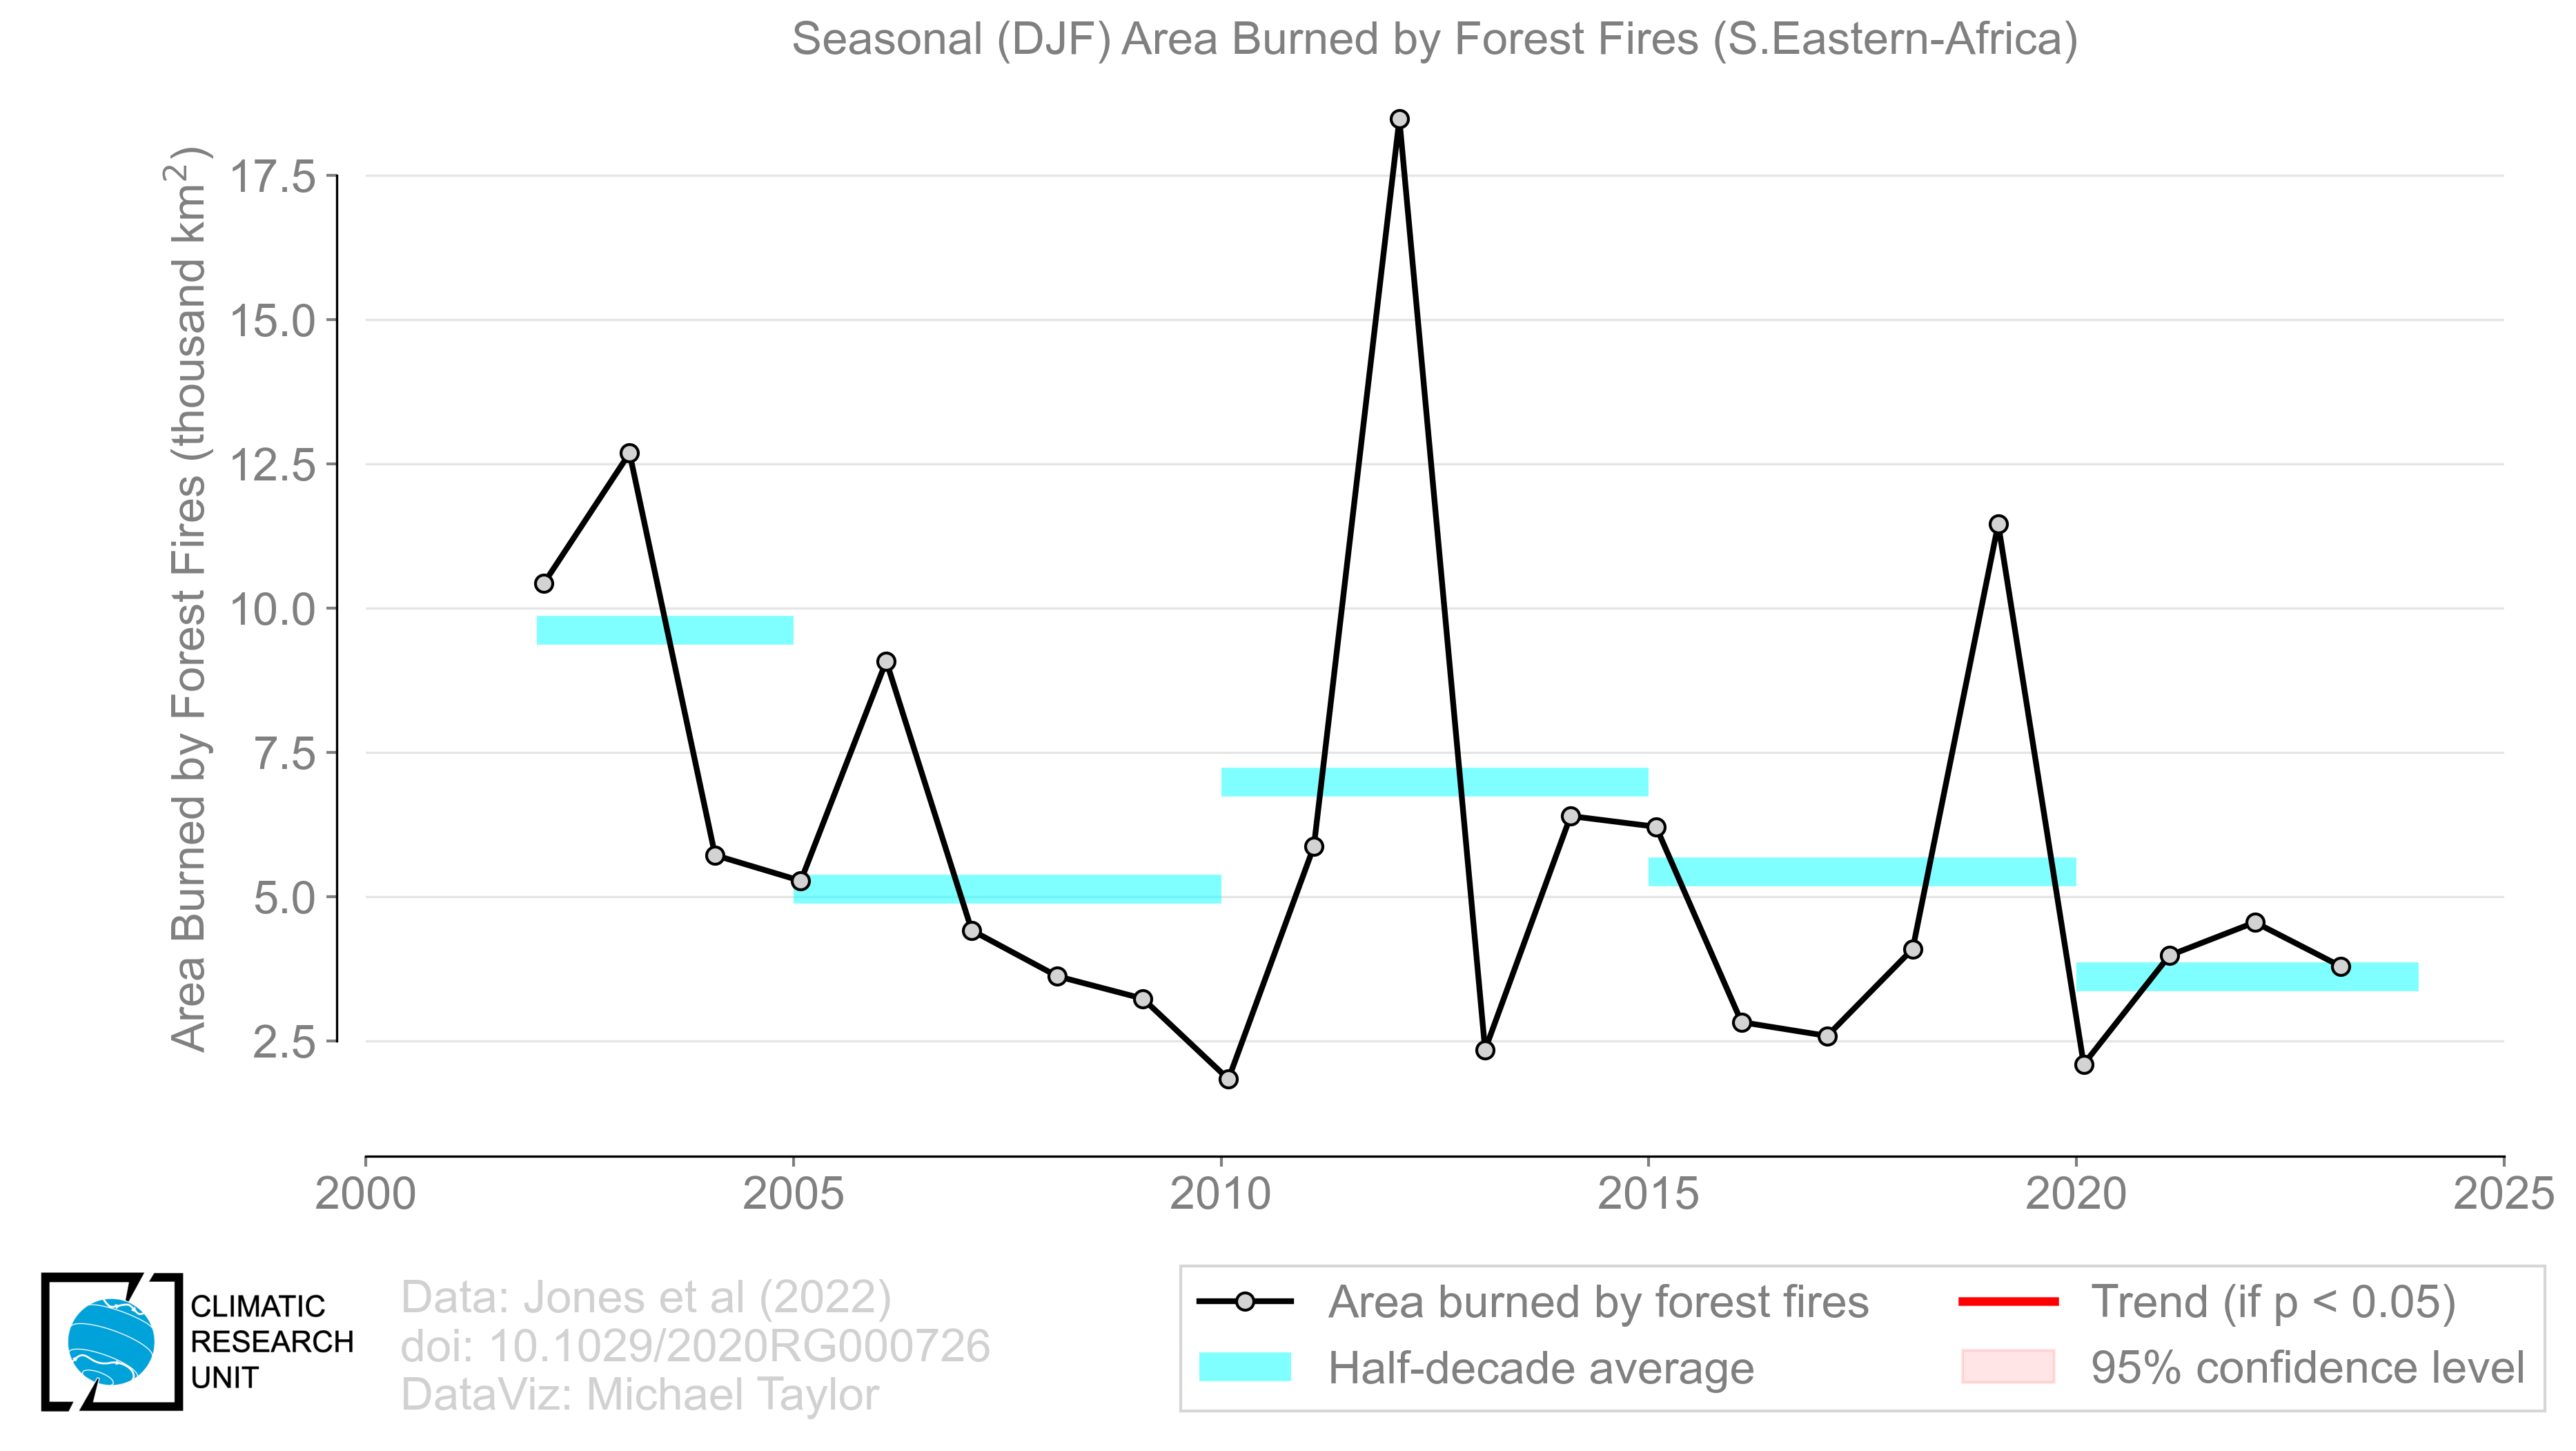 Seasonal (DJF) Area Burned by Forest Fires (S.Eastern-Africa)
Area Burned by Forest Fires (thousand km²)
17.5
15.0
12.5
10.0
7.5
5.0
2.5
2000 2005 2010 2015 2020 2025
CLIMATIC
RESEARCH
UNIT
Data: Jones et al (2022)
doi: 10.1029/2020RG000726
DataViz: Michael Taylor
Area burned by forest fires
Half-decade average
Trend (if p < 0.05)
95% confidence level